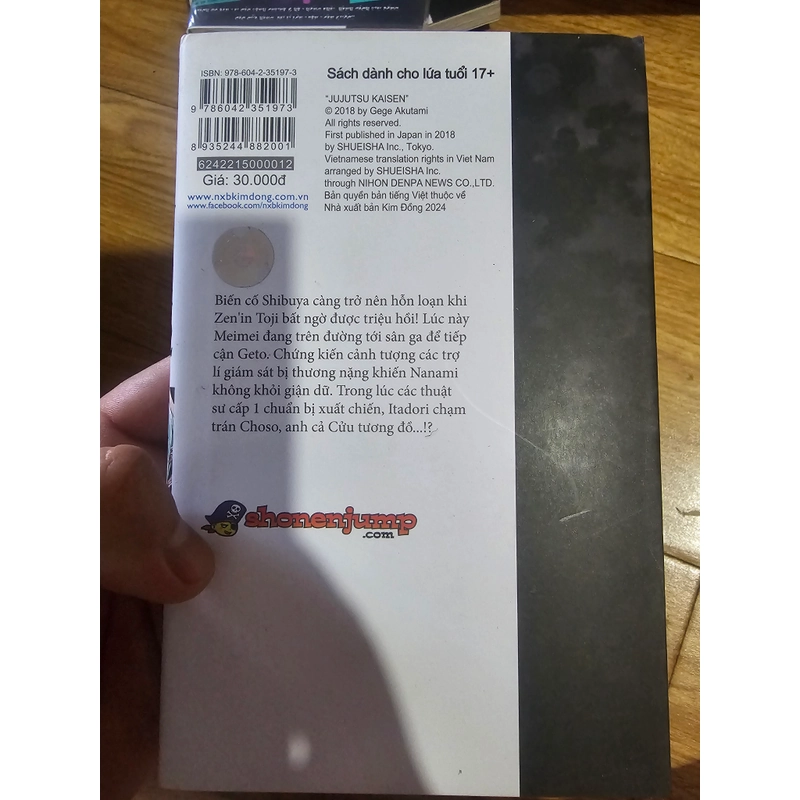 ISBN: 978-604-2-35197-3
9 786042 351973
8 935244 882001
6242215000012
Giá: 30.000đ
www.nxbkimdong.com.vn
www.facebook.com/nxbkimdong
Sách dành cho lứa tuổi 17+
"JUJUTSU KAISEN"
© 2018 by Gege Akutami
All rights reserved.
First published in Japan in 2018
by SHUEISHA Inc., Tokyo.
Vietnamese translation rights in Viet Nam
arranged by SHUEISHA Inc.
through NIHON DENPA NEWS CO.,LTD.
Bản quyền bản tiếng Việt thuộc về
Nhà xuất bản Kim Đồng 2024
Biến cố Shibuya càng trở nên hỗn loạn khi
Zen'in Toji bất ngờ được triệu hồi! Lúc này
Meimei đang trên đường tới sân ga để tiếp
cận Geto. Chứng kiến cảnh tượng các trợ
lí giám sát bị thương nặng khiến Nanami
không khỏi giận dữ. Trong lúc các thuật
sư cấp 1 chuẩn bị xuất chiến, Itadori chạm
trán Choso, anh cả Cửu tương đồ...!?
shonenjump
.com